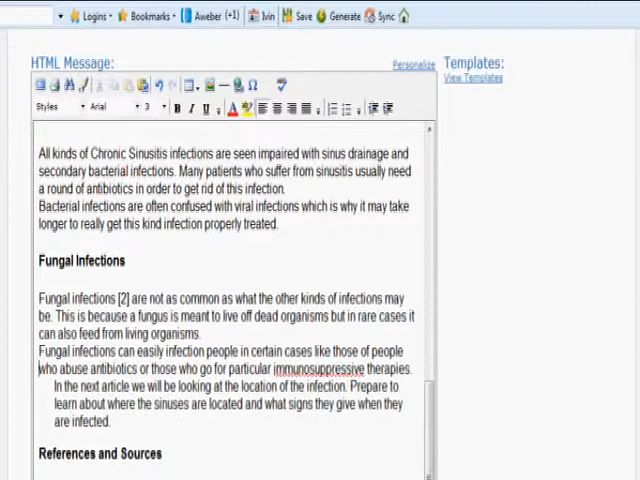 Logins Bookmarks Aweber (+1) Ivin Save Generate Sync
HTML Message: Personalize Templates:
View Templates
Styles Arial 3 B I U A
All kinds of Chronic Sinusitis infections are seen impaired with sinus drainage and
secondary bacterial infections. Many patients who suffer from sinusitis usually need
a round of antibiotics in order to get rid of this infection.
Bacterial infections are often confused with viral infections which is why it may take
longer to really get this kind infection properly treated.
Fungal Infections
Fungal infections [2] are not as common as what the other kinds of infections may
be. This is because a fungus is meant to live off dead organisms but in rare cases it
can also feed from living organisms.
Fungal infections can easily infection people in certain cases like those of people
who abuse antibiotics or those who go for particular immunosuppressive therapies.
In the next article we will be looking at the location of the infection. Prepare to
learn about where the sinuses are located and what signs they give when they
are infected.
References and Sources